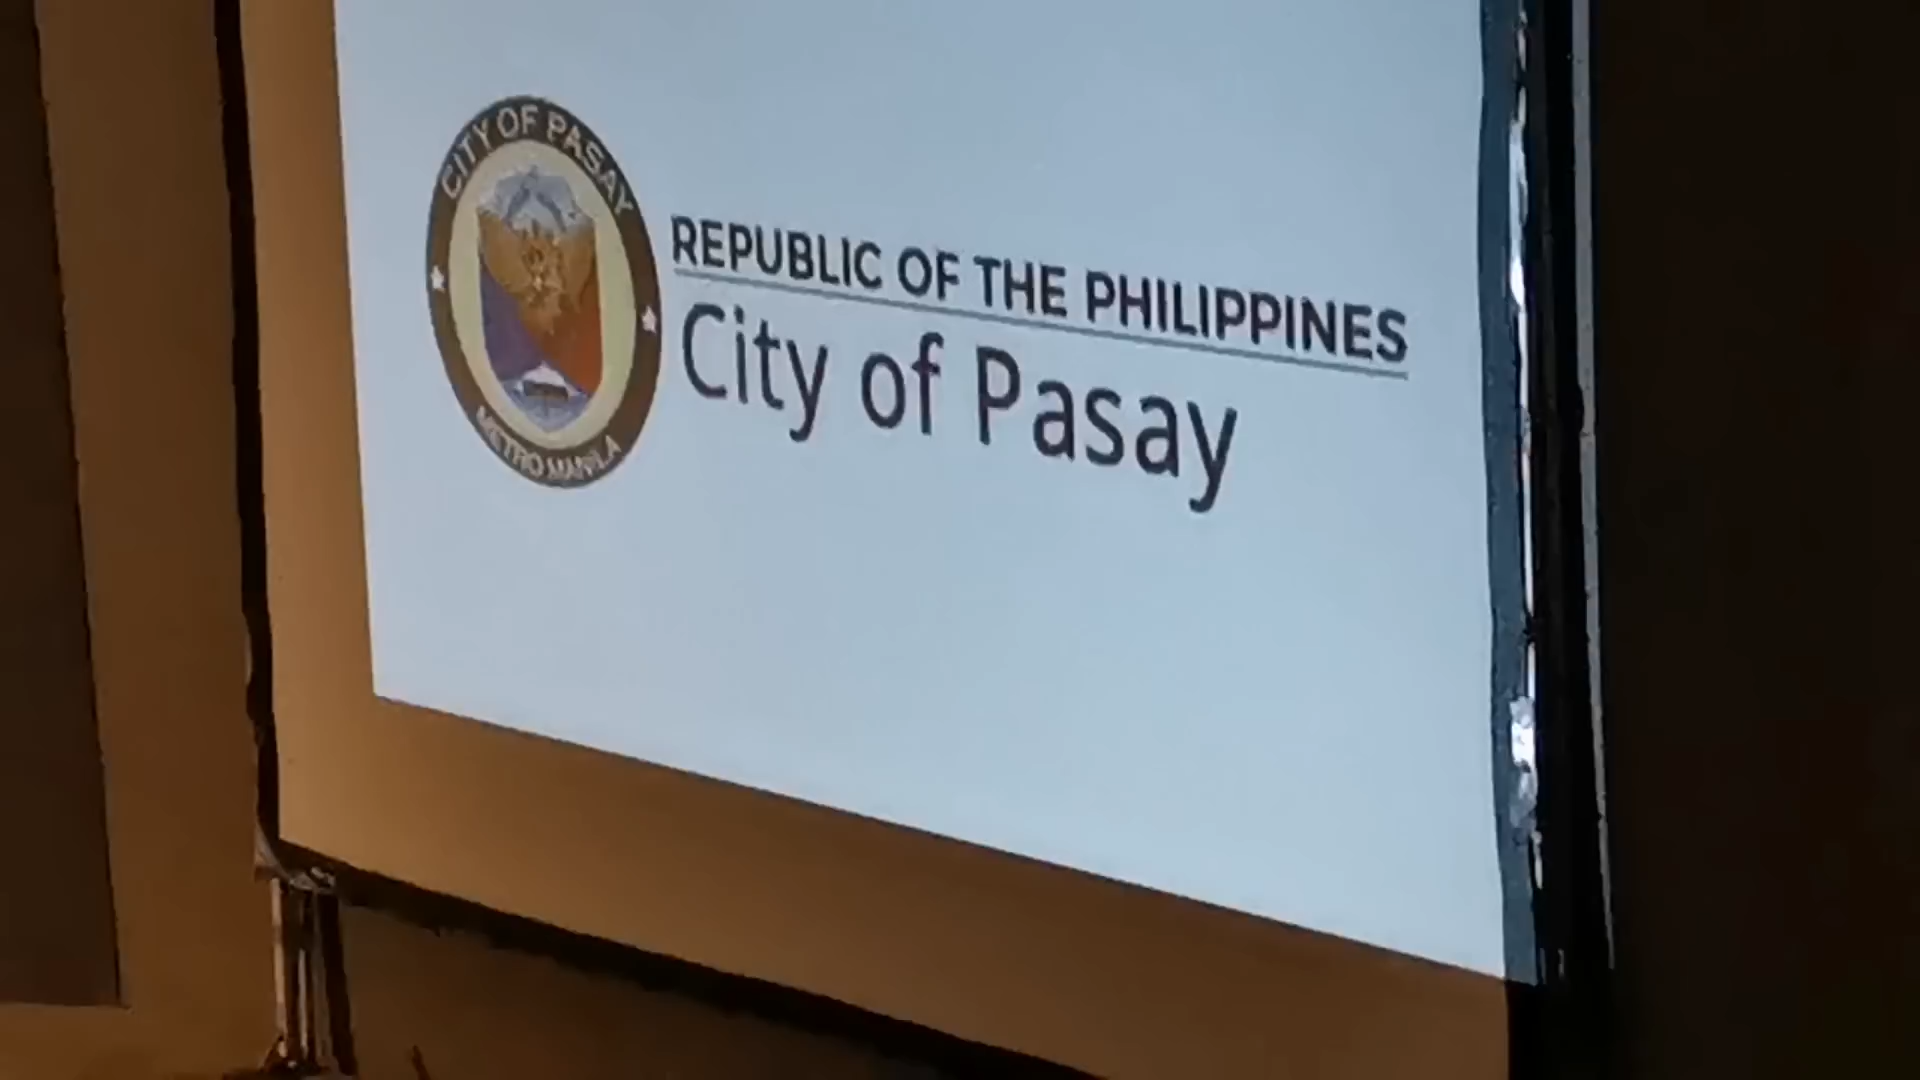 CITY OF PASAY
METRO MANILA
REPUBLIC OF THE PHILIPPINES
City of Pasay